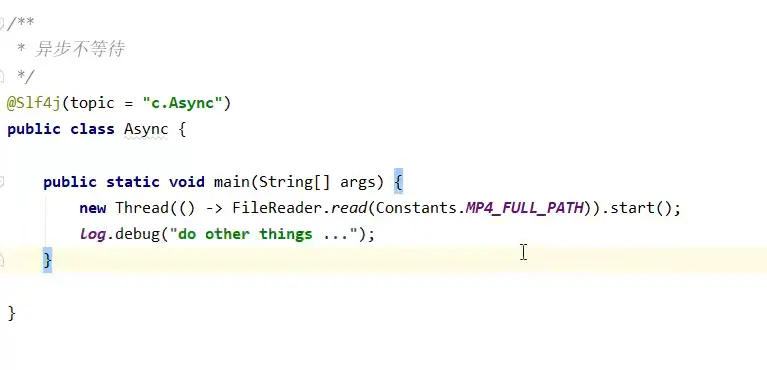 /**
 * 异步不等待
 */
@Slf4j(topic = "c.Async")
public class Async {
    public static void main(String[] args) {
        new Thread(() -> FileReader.read(Constants.MP4_FULL_PATH)).start();
        log.debug("do other things ...");
    }
}